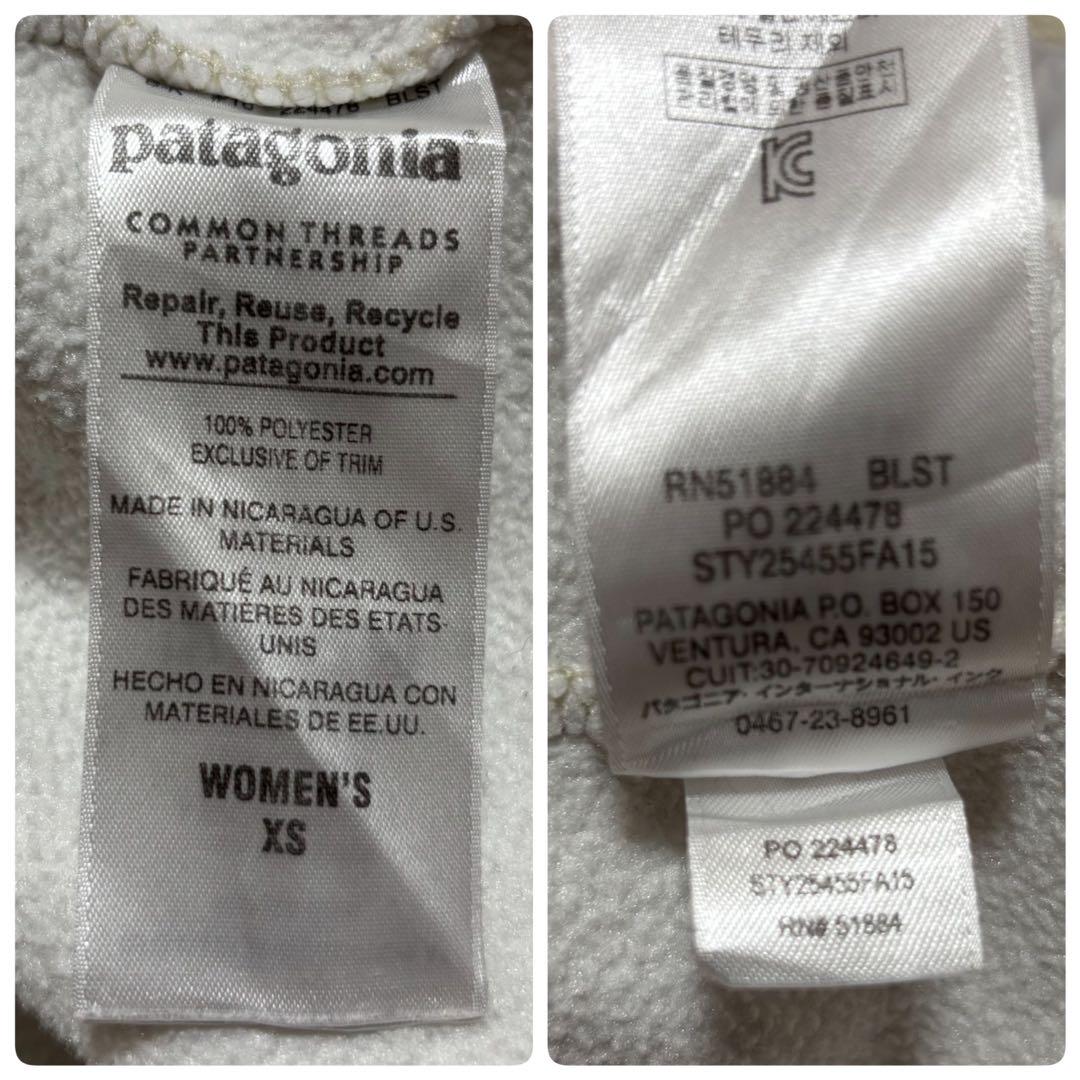 224478 BLST
patagonia®
COMMON THREADS
PARTNERSHIP
Repair, Reuse, Recycle
This Product
www.patagonia.com
100% POLYESTER
EXCLUSIVE OF TRIM
MADE IN NICARAGUA OF U.S.
MATERIALS
FABRIQUÉ AU NICARAGUA
DES MATIÈRES DES ETATS-
UNIS
HECHO EN NICARAGUA CON
MATERIALES DE EE.UU.
WOMEN'S
XS
테두리 제외
KC
RN51884 BLST
PO 224478
STY25455FA15
PATAGONIA P.O. BOX 150
VENTURA, CA 93002 US
CUIT:30-70924649-2
パタゴニア・インターナショナル・インク
0467-23-8961
PO 224478
STY25455FA15
RN# 51884